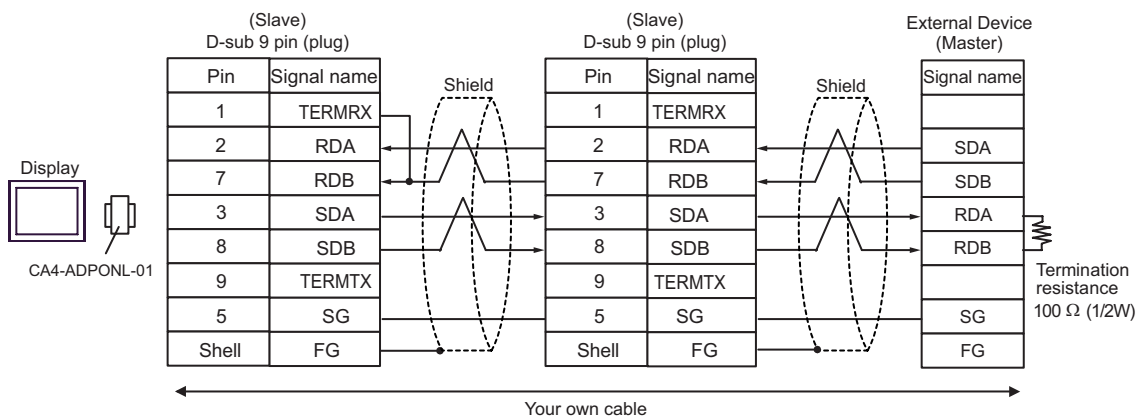 (Slave)
D-sub 9 pin (plug)
(Slave)
D-sub 9 pin (plug)
External Device
(Master)
Pin Signal name
Shield
Pin Signal name
Shield
Signal name
1 TERMRX
1 TERMRX
2 RDA
2 RDA
SDA
7 RDB
7 RDB
SDB
3 SDA
3 SDA
RDA
8 SDB
8 SDB
RDB
9 TERMTX
9 TERMTX
5 SG
5 SG
SG
Shell FG
Shell FG
FG
Display
CA4-ADPONL-01
Termination
resistance
100 Ω (1/2W)
Your own cable